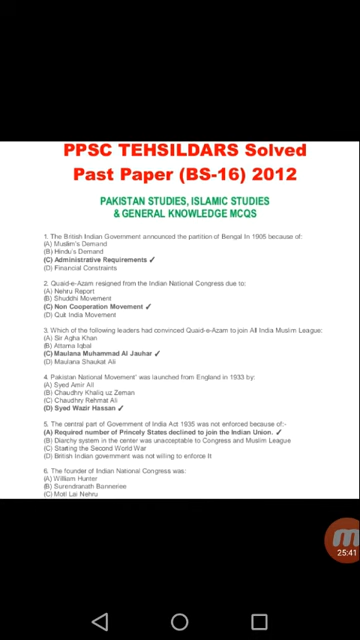 PPSC TEHSILDARS Solved
Past Paper (BS-16) 2012
PAKISTAN STUDIES, ISLAMIC STUDIES
& GENERAL KNOWLEDGE MCQS
1. The British Indian Government announced the partition of Bengal In 1905 because of:
(A) Muslim's Demand
(B) Hindu's Demand
(C) Administrative Requirements ✓
(D) Financial Constraints
2. Quaid-e-Azam resigned from the Indian National Congress due to:
(A) Nehru Report
(B) Shuddhi Movement
(C) Non Cooperation Movement ✓
(D) Quit India Movement
3. Which of the following leaders had convinced Quaid-e-Azam to join All India Muslim League:
(A) Sir Agha Khan
(B) Attama Iqbal
(C) Maulana Muhammad Al Jauhar ✓
(D) Maulana Shaukat Ali
4. Pakistan National Movement' was launched from England in 1933 by:
(A) Syed Amir Ali
(B) Chaudhry Khaliq uz Zeman
(C) Chaudhry Rehmat Ali
(D) Syed Wazir Hassan ✓
5. The central part of Government of India Act 1935 was not enforced because of:-
(A) Required number of Princely States declined to join the Indian Union. ✓
(B) Diarchy system in the center was unacceptable to Congress and Muslim League
(C) Starting the Second World War
(D) British Indian government was not willing to enforce It
6. The founder of Indian National Congress was:
(A) William Hunter
(B) Surendranath Bannerjee
(C) Moti Lai Nehru
M
25:41